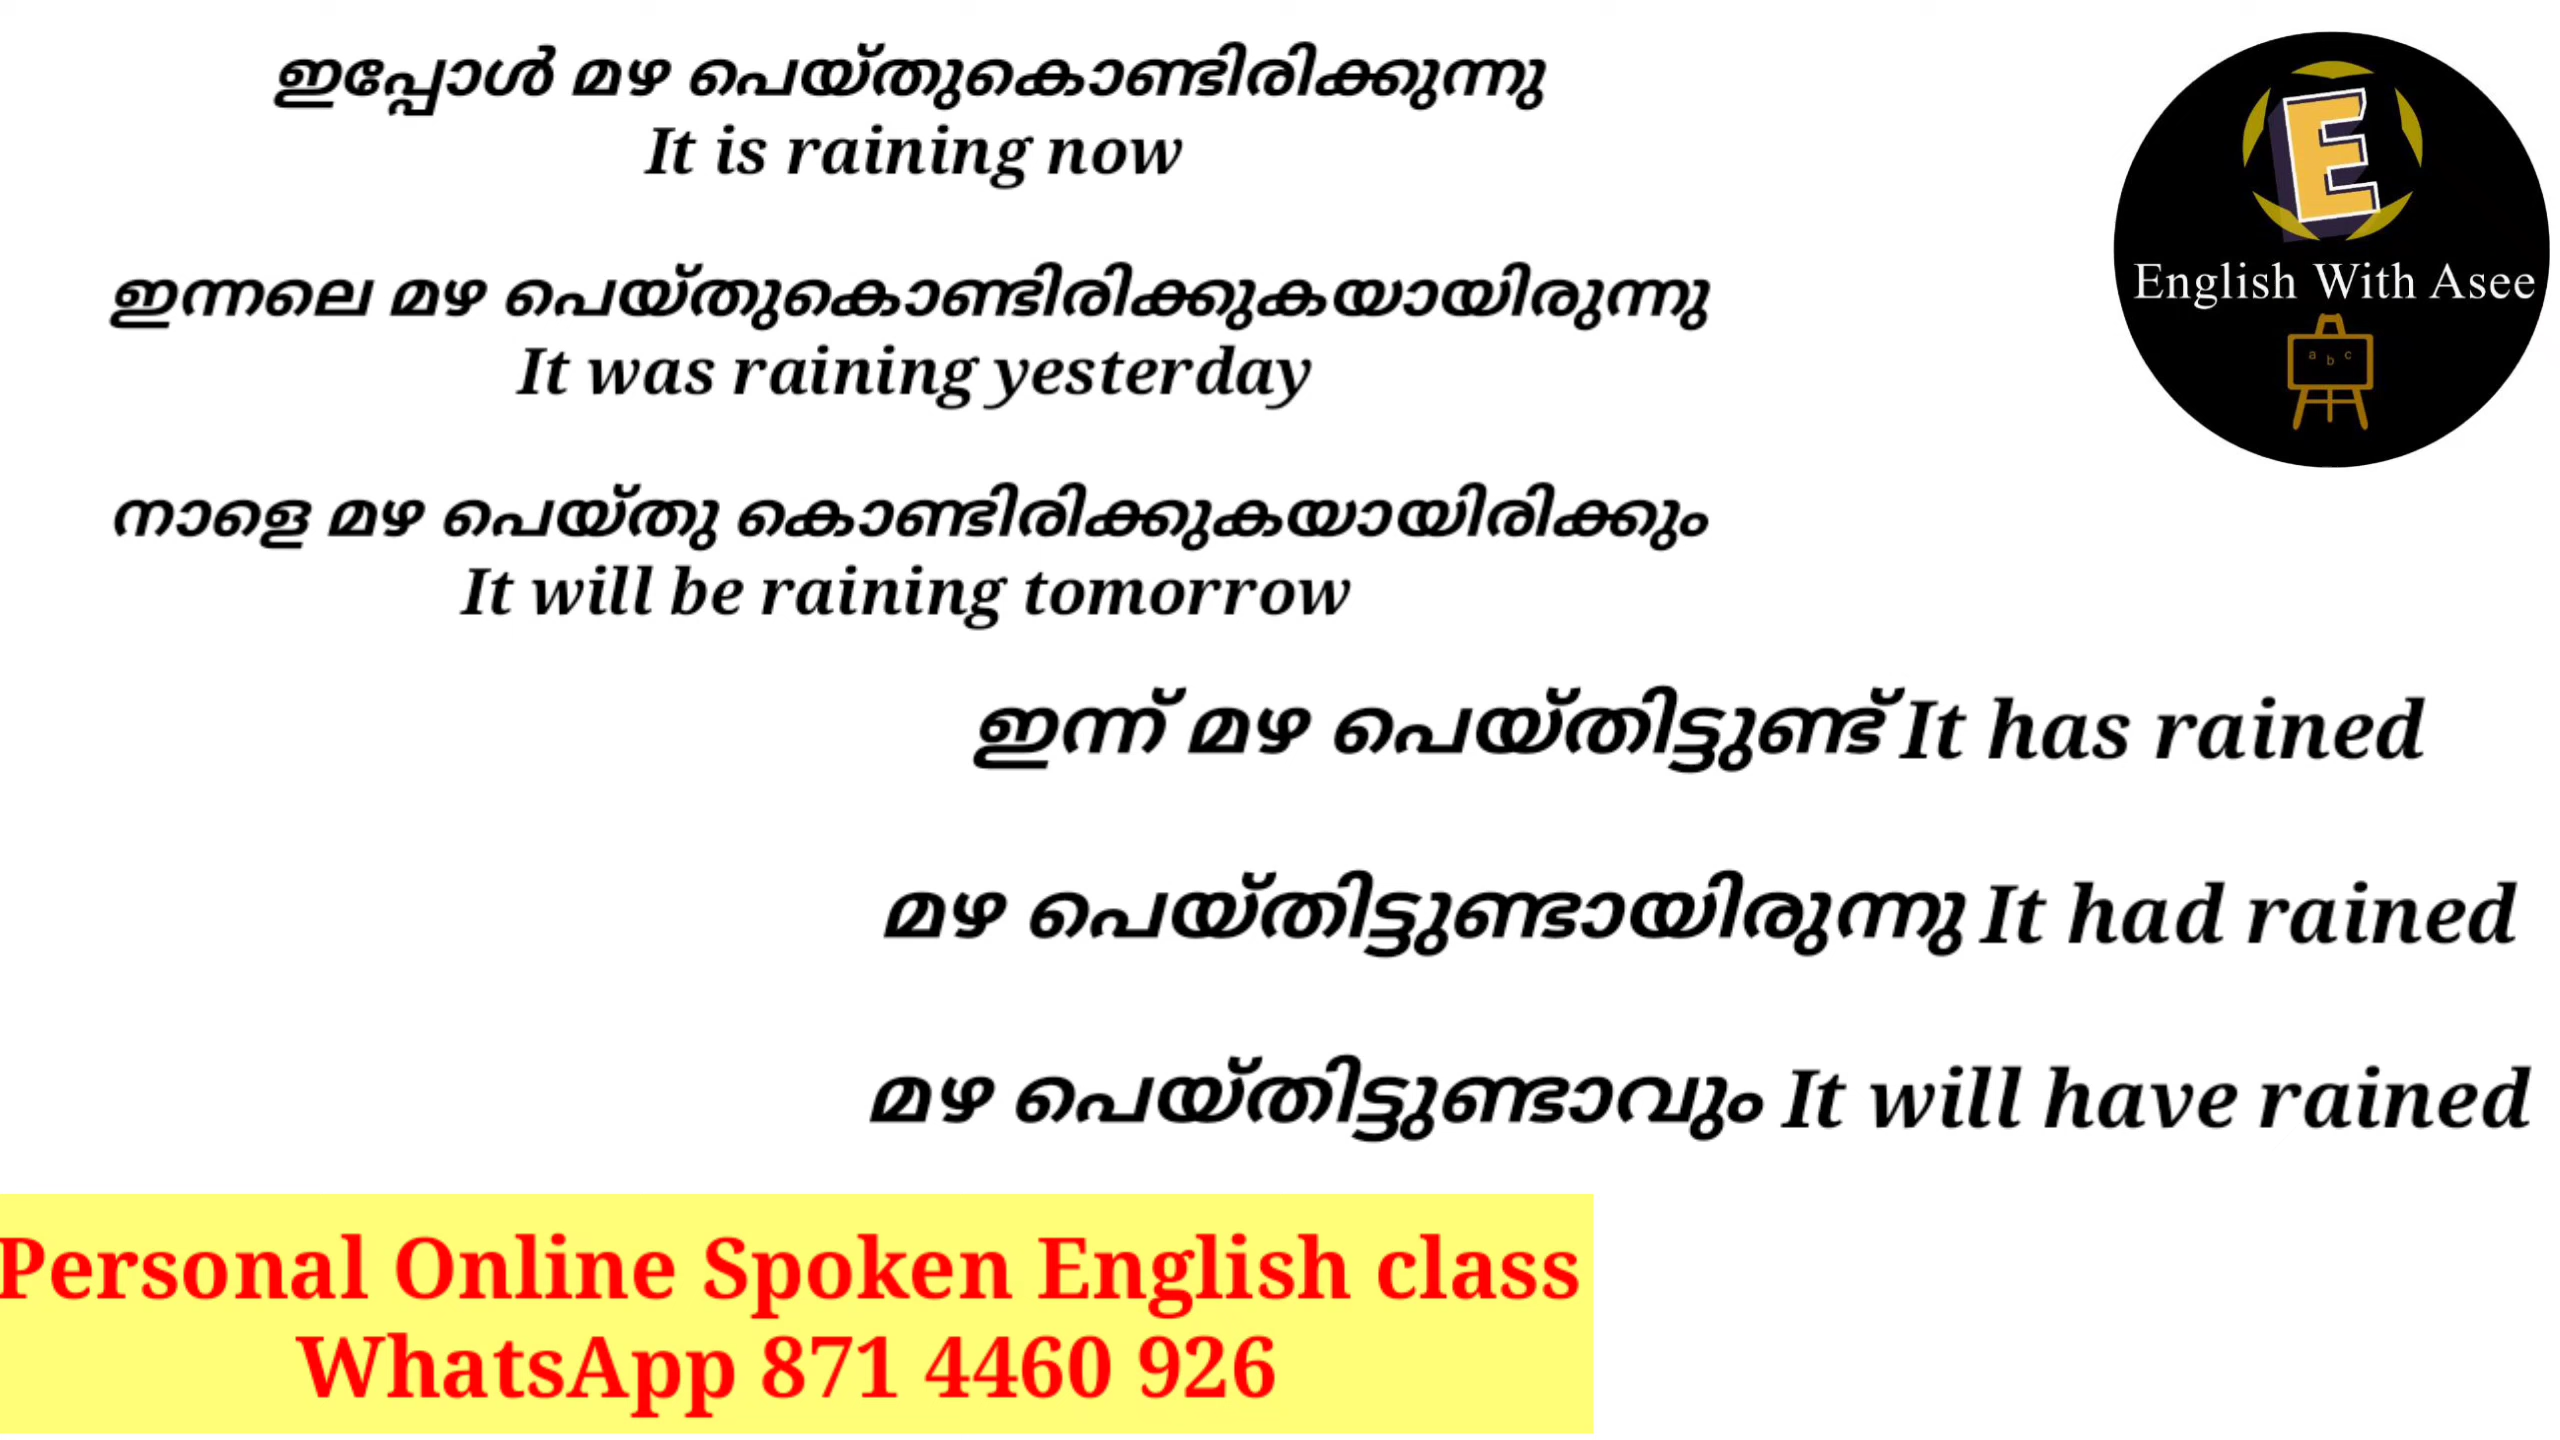 ഇപ്പോൾ മഴ പെയ്തുകൊണ്ടിരിക്കുന്നു
It is raining now
ഇന്നലെ മഴ പെയ്തുകൊണ്ടിരിക്കുകയായിരുന്നു
It was raining yesterday
നാളെ മഴ പെയ്തു കൊണ്ടിരിക്കുകയായിരിക്കും
It will be raining tomorrow
E
English With Asee
a b c
ഇന്ന് മഴ പെയ്തിട്ടുണ്ട് It has rained
മഴ പെയ്തിട്ടുണ്ടായിരുന്നു It had rained
മഴ പെയ്തിട്ടുണ്ടാവും It will have rained
Personal Online Spoken English class
WhatsApp 871 4460 926